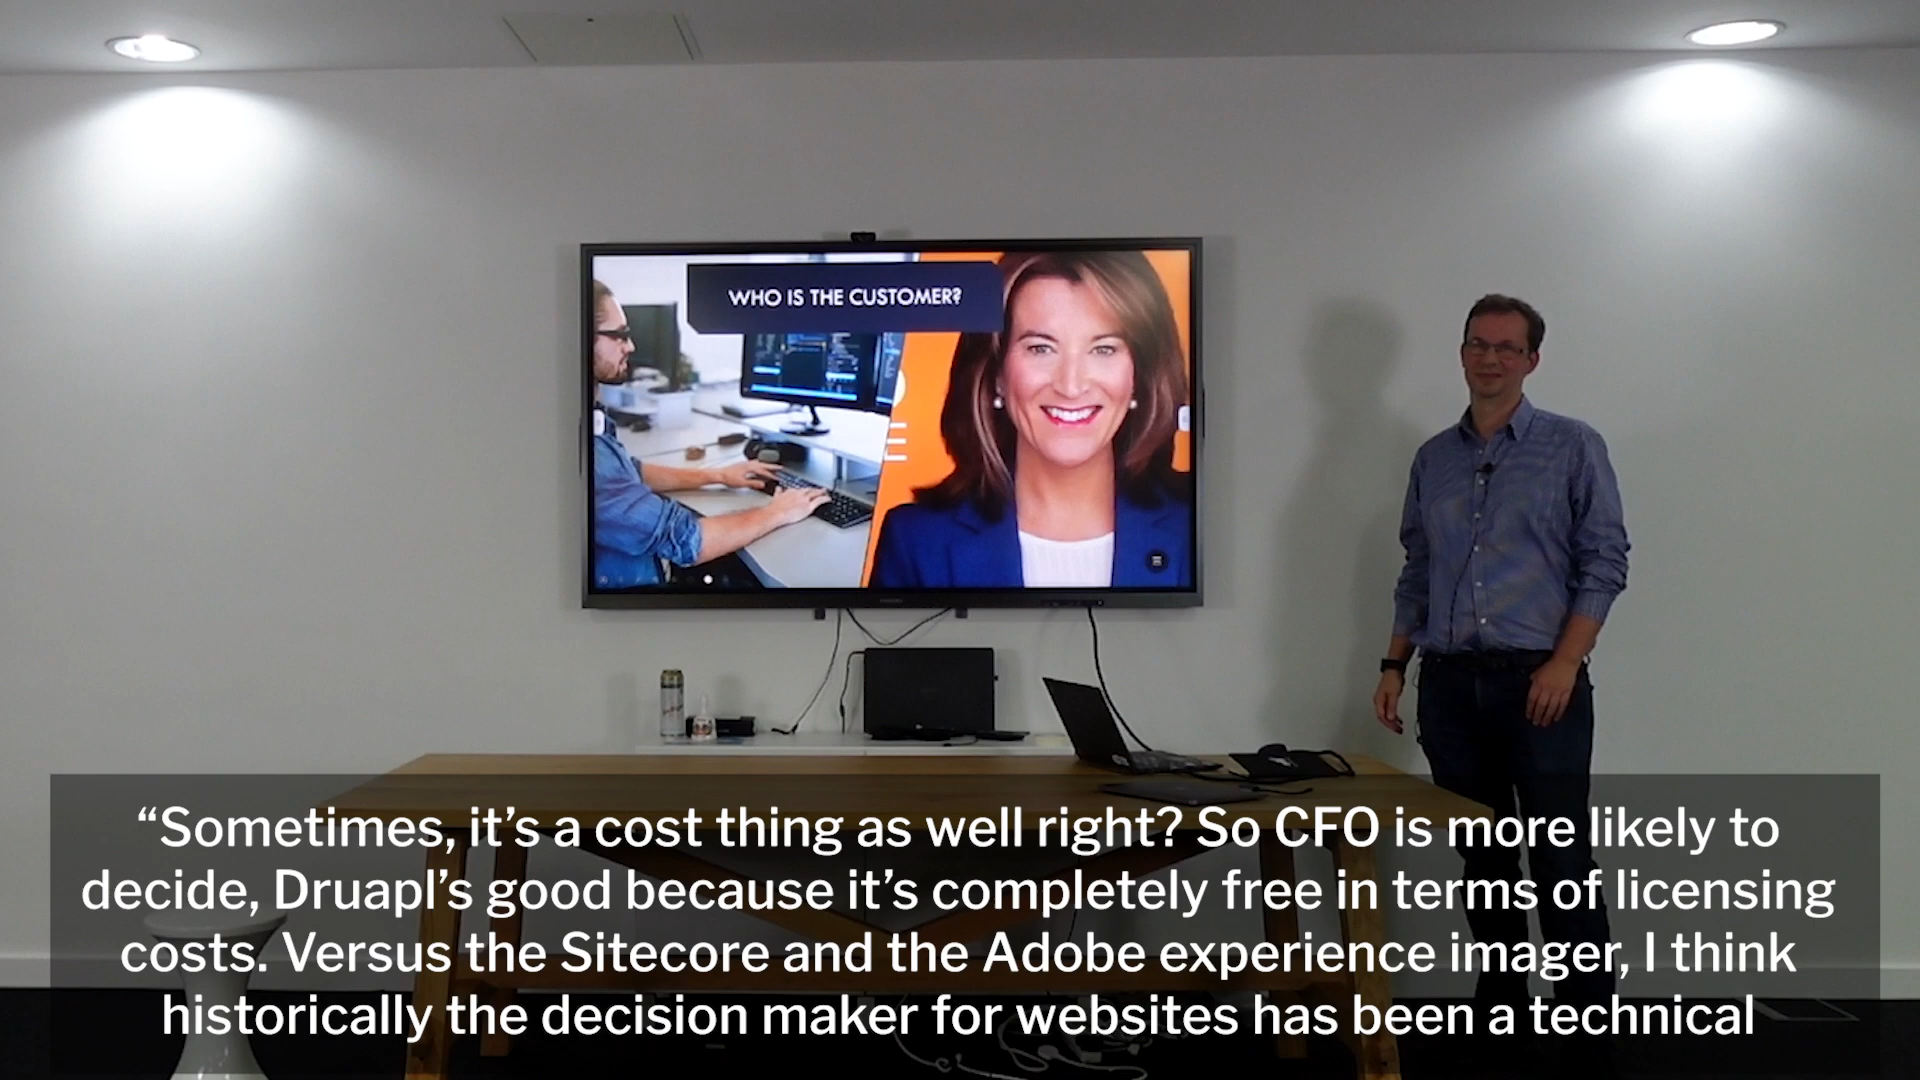 WHO IS THE CUSTOMER?
“Sometimes, it’s a cost thing as well right? So CFO is more likely to
decide, Druapl’s good because it’s completely free in terms of licensing
costs. Versus the Sitecore and the Adobe experience imager, I think
historically the decision maker for websites has been a technical